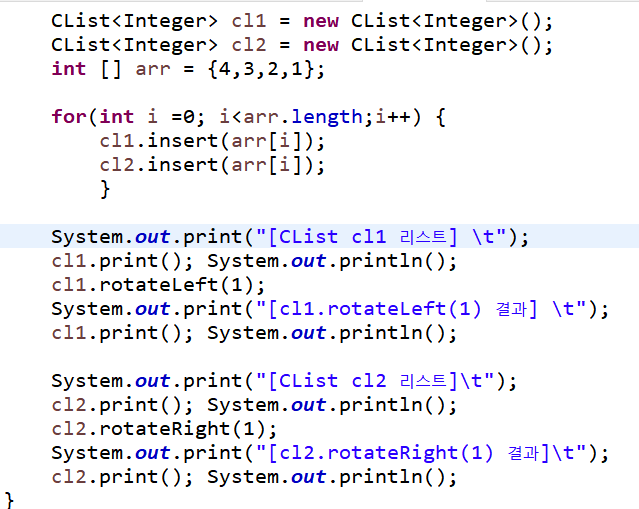 CList<Integer> cl1 = new CList<Integer>();
CList<Integer> cl2 = new CList<Integer>();
int [] arr = {4,3,2,1};
for(int i =0; i<arr.length;i++) {
cl1.insert(arr[i]);
cl2.insert(arr[i]);
}
System.out.print("[CList cl1 리스트] \t");
cl1.print(); System.out.println();
cl1.rotateLeft(1);
System.out.print("[cl1.rotateLeft(1) 결과] \t");
cl1.print(); System.out.println();
System.out.print("[CList cl2 리스트]\t");
cl2.print(); System.out.println();
cl2.rotateRight(1);
System.out.print("[cl2.rotateRight(1) 결과]\t");
cl2.print(); System.out.println();
}